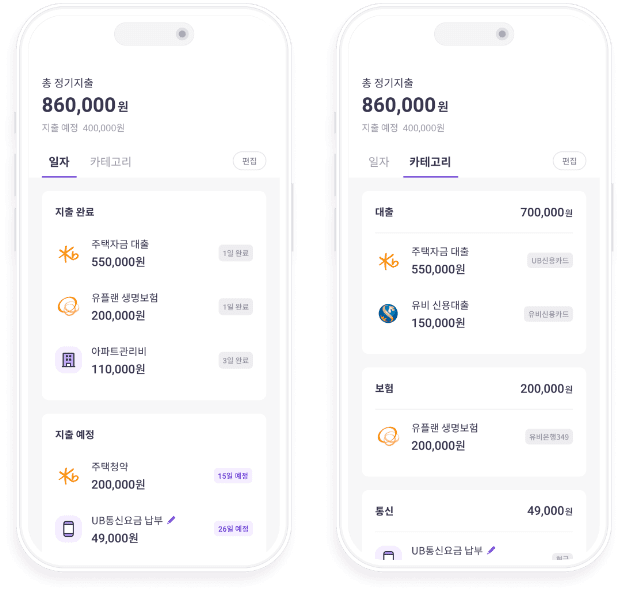 총 정기지출
860,000원
지출 예정 400,000원
일자 카테고리 편집
지출 완료
주택자금 대출
550,000원
1일 완료
유플랜 생명보험
200,000원
1일 완료
아파트관리비
110,000원
3일 완료
지출 예정
주택청약
200,000원
15일 예정
UB통신요금 납부
49,000원
26일 예정
총 정기지출
860,000원
지출 예정 400,000원
일자 카테고리 편집
대출 700,000원
주택자금 대출
550,000원
UB신용카드
유비 신용대출
150,000원
유비신용카드
보험 200,000원
유플랜 생명보험
200,000원
유비은행349
통신 49,000원
UB통신요금 납부